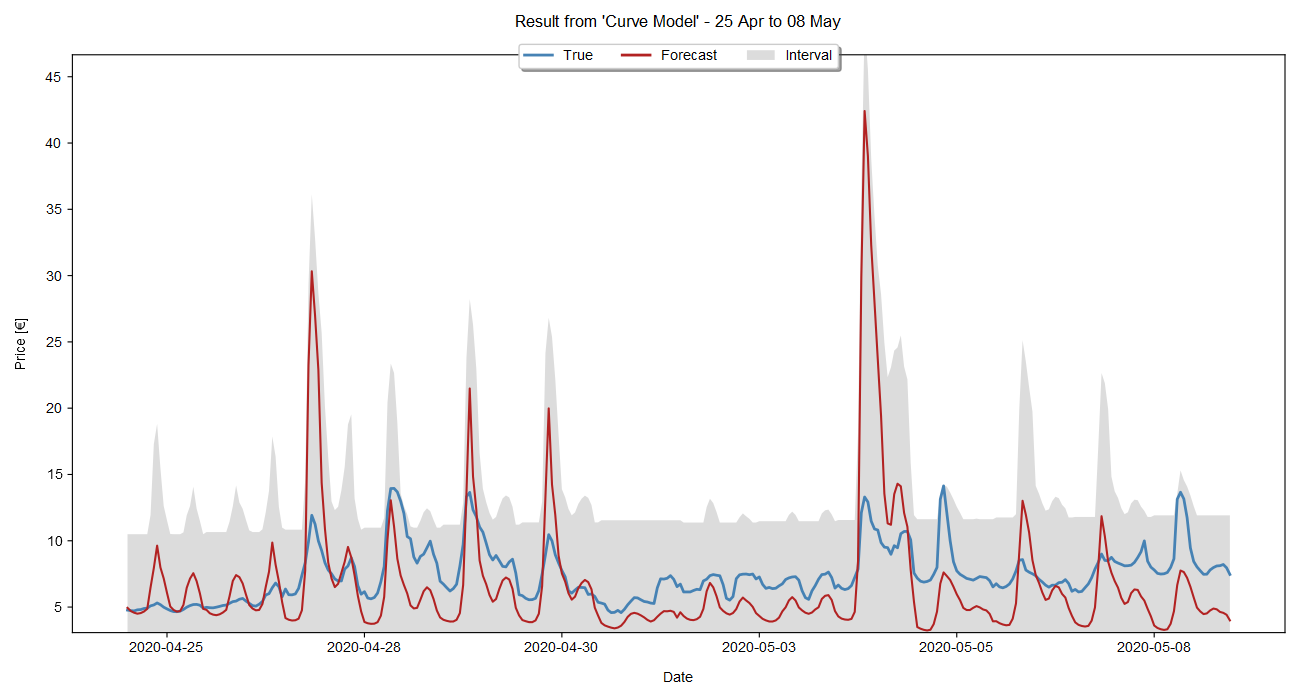 Result from 'Curve Model' - 25 Apr to 08 May
True Forecast Interval
45
40
35
30
25
20
15
10
5
Price [€]
2020-04-25 2020-04-28 2020-04-30 2020-05-03 2020-05-05 2020-05-08
Date